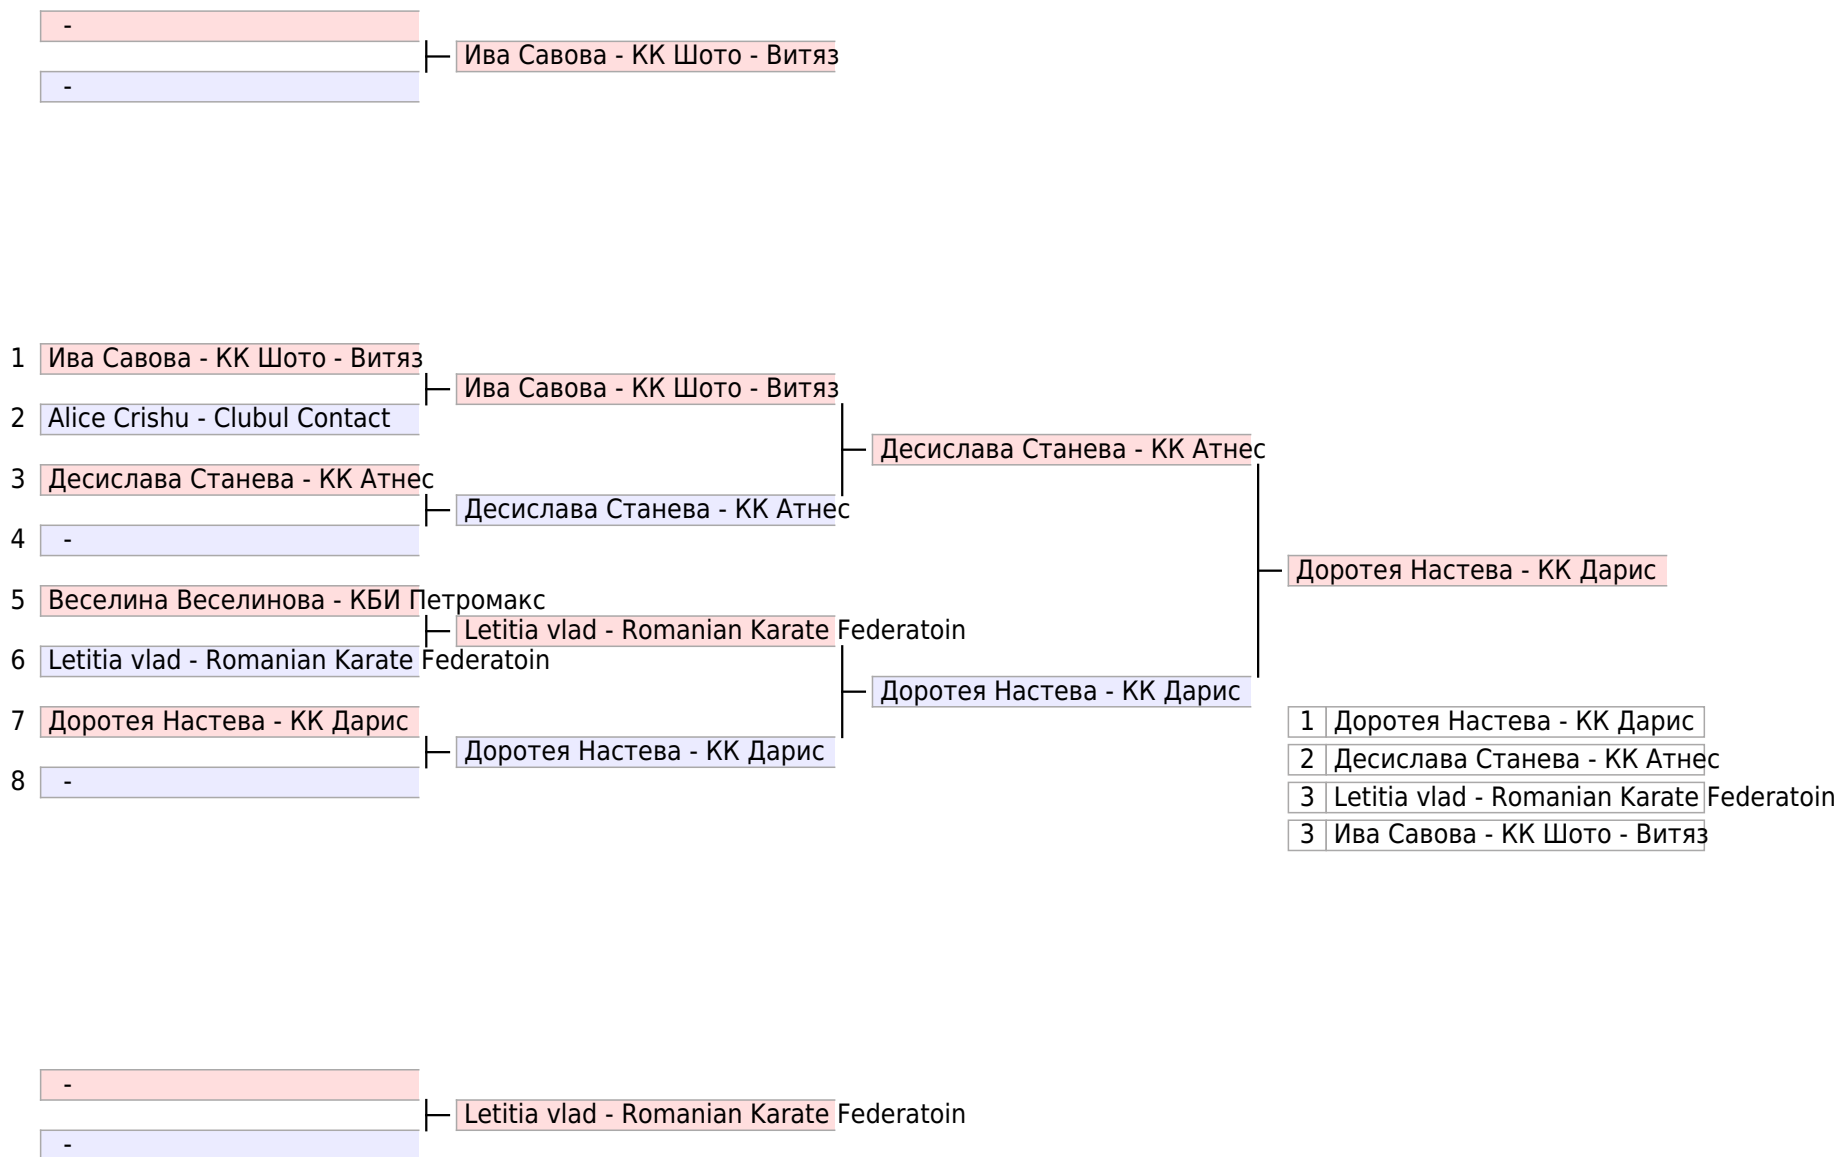 -
Ива Савова - КК Шото - Витяз
-
1 Ива Савова - КК Шото - Витяз
Ива Савова - КК Шото - Витяз
2 Alice Crishu - Clubul Contact
Десислава Станева - КК Атнес
3 Десислава Станева - КК Атнес
Десислава Станева - КК Атнес
4 -
Доротея Настева - КК Дарис
5 Веселина Веселинова - КБИ Петромакс
Letitia vlad - Romanian Karate Federatoin
6 Letitia vlad - Romanian Karate Federatoin
Доротея Настева - КК Дарис
7 Доротея Настева - КК Дарис
1 Доротея Настева - КК Дарис
Доротея Настева - КК Дарис
2 Десислава Станева - КК Атнес
8 -
3 Letitia vlad - Romanian Karate Federatoin
3 Ива Савова - КК Шото - Витяз
-
Letitia vlad - Romanian Karate Federatoin
-